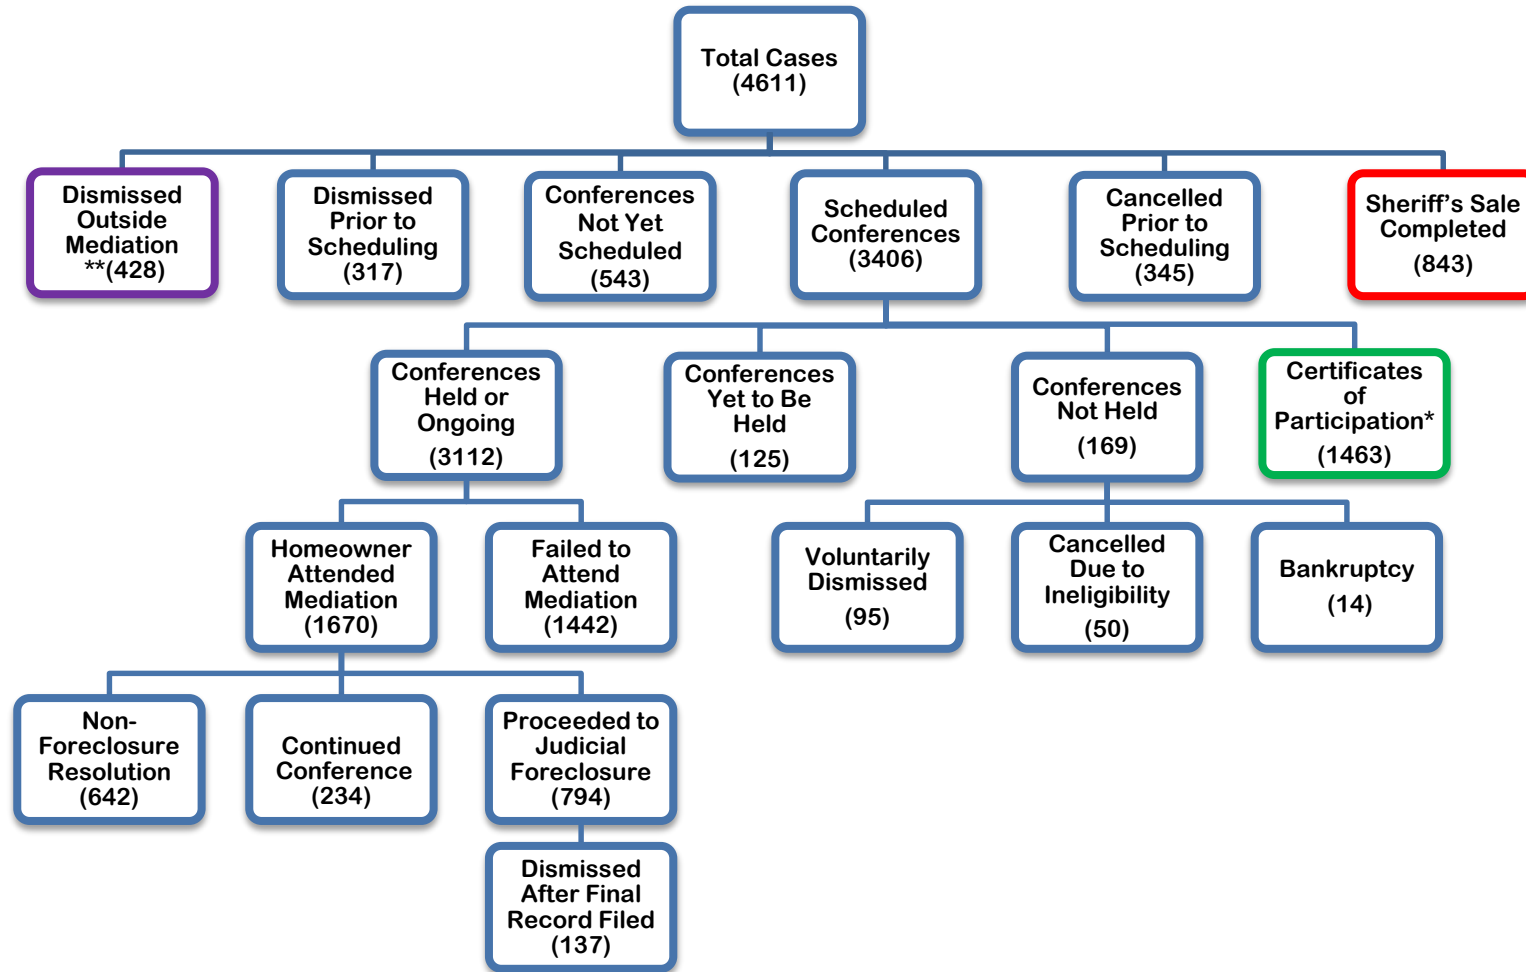 Total Cases
(4611)
Dismissed
Outside
Mediation
**(428)
Dismissed
Prior to
Scheduling
(317)
Conferences
Not Yet
Scheduled
(543)
Scheduled
Conferences
(3406)
Cancelled
Prior to
Scheduling
(345)
Sheriff's Sale
Completed
(843)
Conferences
Held or
Ongoing
(3112)
Conferences
Yet to Be
Held
(125)
Conferences
Not Held
(169)
Certificates
of
Participation*
(1463)
Homeowner
Attended
Mediation
(1670)
Failed to
Attend
Mediation
(1442)
Voluntarily
Dismissed
(95)
Cancelled
Due to
Ineligibility
(50)
Bankruptcy
(14)
Non-
Foreclosure
Resolution
(642)
Continued
Conference
(234)
Proceeded to
Judicial
Foreclosure
(794)
Dismissed
After Final
Record Filed
(137)